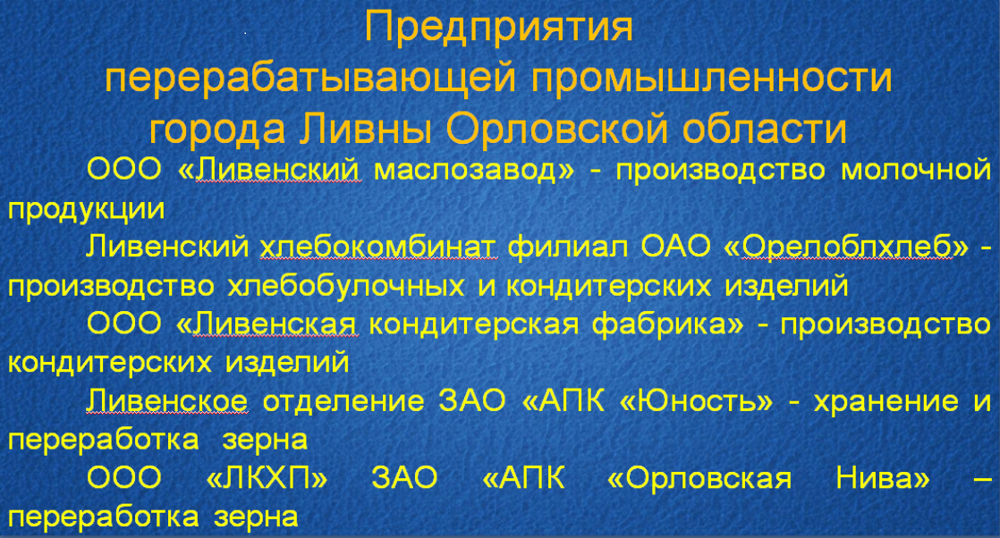 Предприятия
перерабатывающей промышленности
города Ливны Орловской области
ООО «Ливенский маслозавод» - производство молочной
продукции
Ливенский хлебокомбинат филиал ОАО «Орелоблхлеб» -
производство хлебобулочных и кондитерских изделий
ООО «Ливенская кондитерская фабрика» - производство
кондитерских изделий
Ливенское отделение ЗАО «АПК «Юность» - хранение и
переработка зерна
ООО «ЛКХП» ЗАО «АПК «Орловская Нива» –
переработка зерна